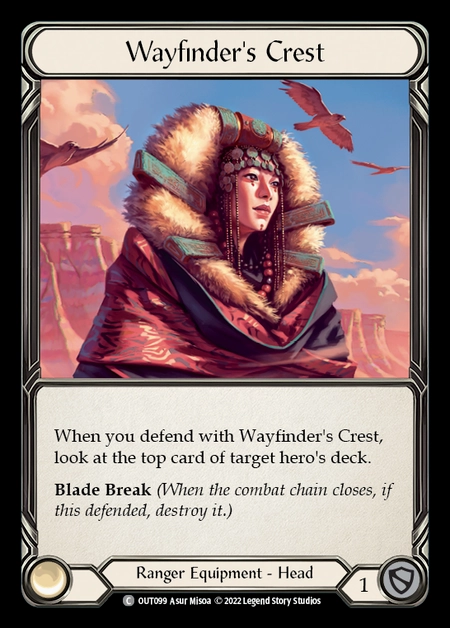 Wayfinder's Crest
When you defend with Wayfinder's Crest,
look at the top card of target hero's deck.
Blade Break (When the combat chain closes, if
this defended, destroy it.)
Ranger Equipment - Head
1
C OUT099 Asur Misoa © 2022 Legend Story Studios